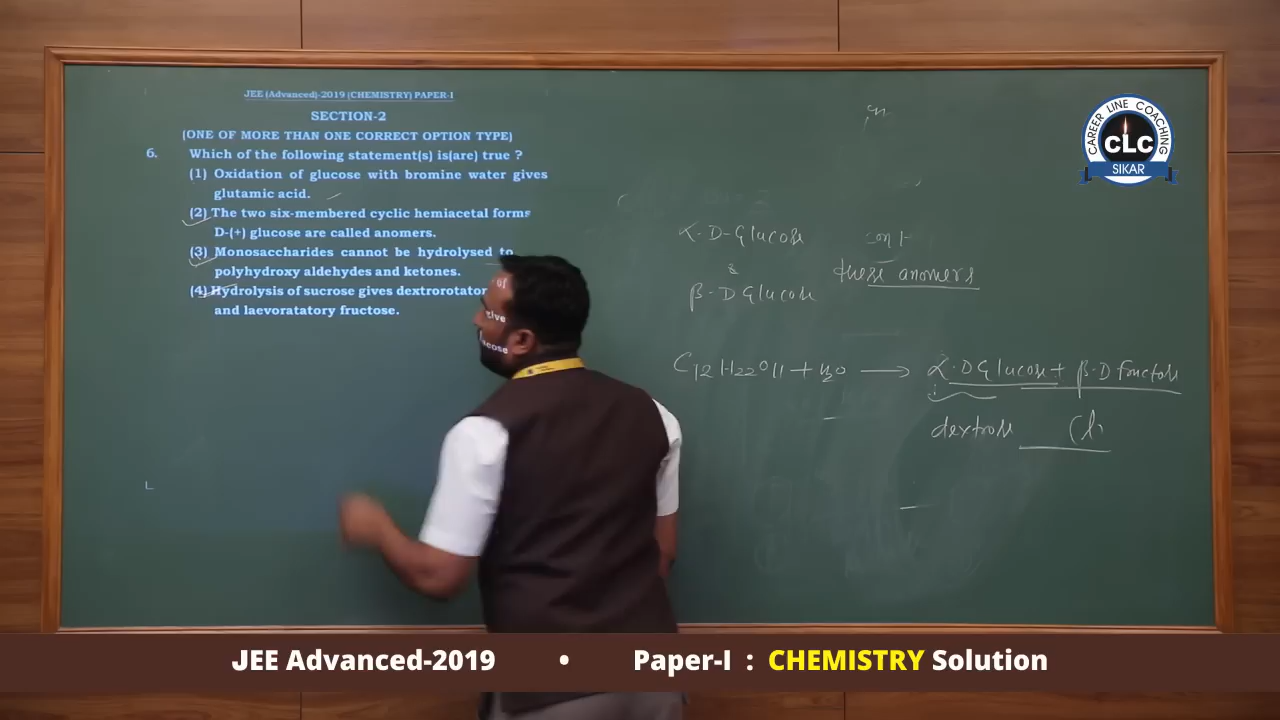 JEE (Advanced)-2019 (CHEMISTRY) PAPER-I
SECTION-2
(ONE OF MORE THAN ONE CORRECT OPTION TYPE)
6. Which of the following statement(s) is(are) true ?
(1) Oxidation of glucose with bromine water gives
glutamic acid.
(2) The two six-membered cyclic hemiacetal forms
D-(+) glucose are called anomers.
(3) Monosaccharides cannot be hydrolysed to
polyhydroxy aldehydes and ketones.
(4) Hydrolysis of sucrose gives dextrorotator
and laevoratatory fructose.
α-D-Glucose
&
β-D Glucose
these anomers
C12H22O11 + H2O ⟶ α-D Glucose + β-D fructose
dextrose (l)
CAREER LINE COACHING
CLC
SIKAR
JEE Advanced-2019 • Paper-I : CHEMISTRY Solution